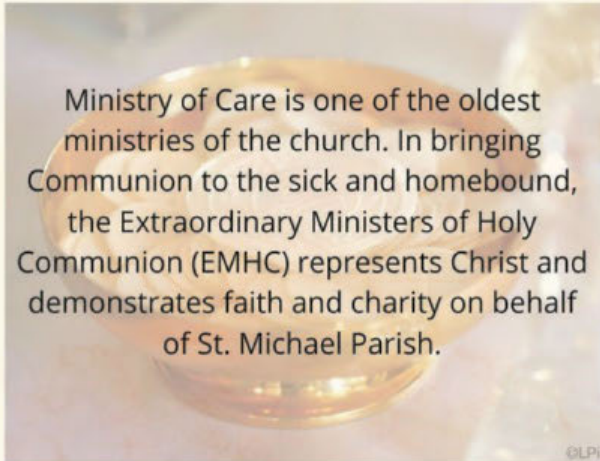 Ministry of Care is one of the oldest
ministries of the church. In bringing
Communion to the sick and homebound,
the Extraordinary Ministers of Holy
Communion (EMHC) represents Christ and
demonstrates faith and charity on behalf
of St. Michael Parish.
©LPi